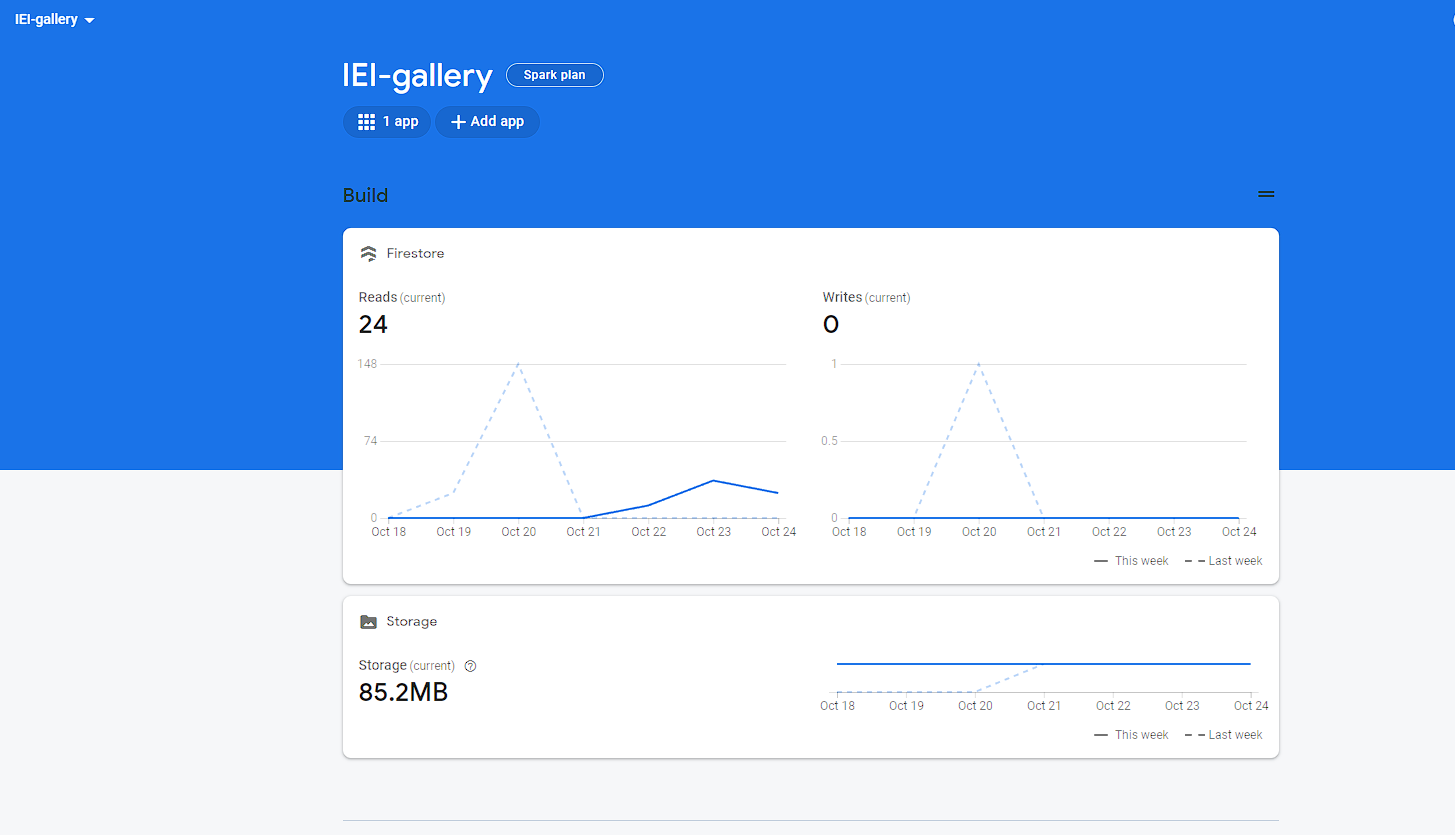 IEI-gallery
IEI-gallery Spark plan
1 app Add app
Build
Firestore
Reads (current)
24
148
74
0
Oct 18 Oct 19 Oct 20 Oct 21 Oct 22 Oct 23 Oct 24
Writes (current)
0
1
0.5
0
Oct 18 Oct 19 Oct 20 Oct 21 Oct 22 Oct 23 Oct 24
This week Last week
Storage
Storage (current) ?
85.2MB
Oct 18 Oct 19 Oct 20 Oct 21 Oct 22 Oct 23 Oct 24
This week Last week